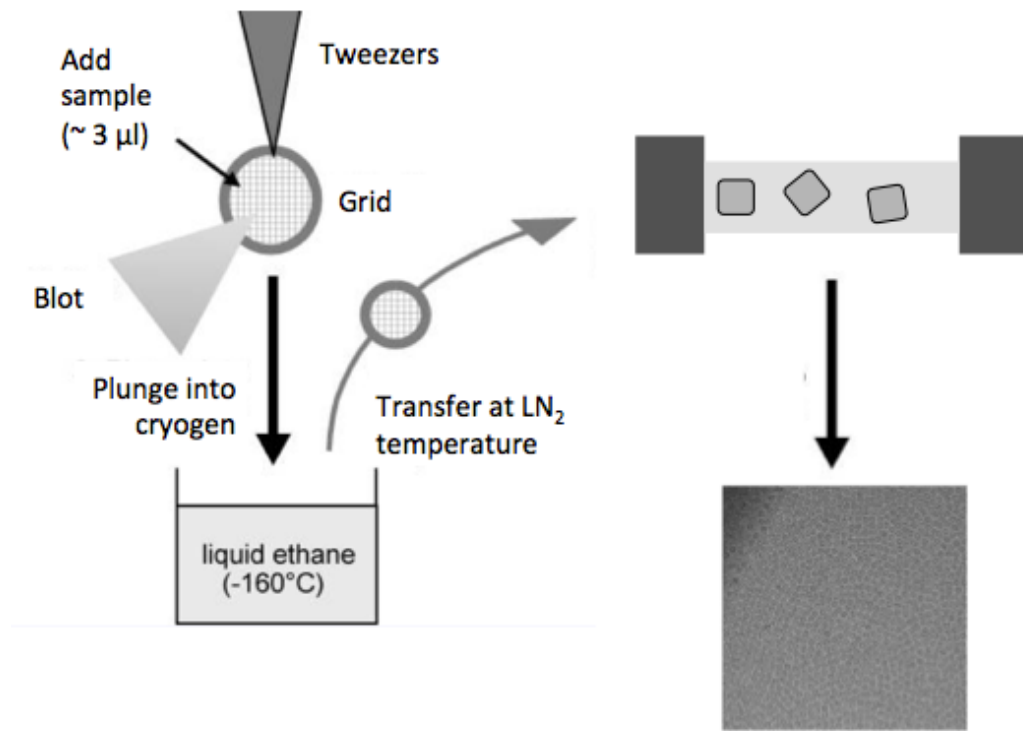 Add
sample
(~ 3 µl)
Tweezers
Grid
Blot
Plunge into
cryogen
Transfer at LN₂
temperature
liquid ethane
(-160°C)